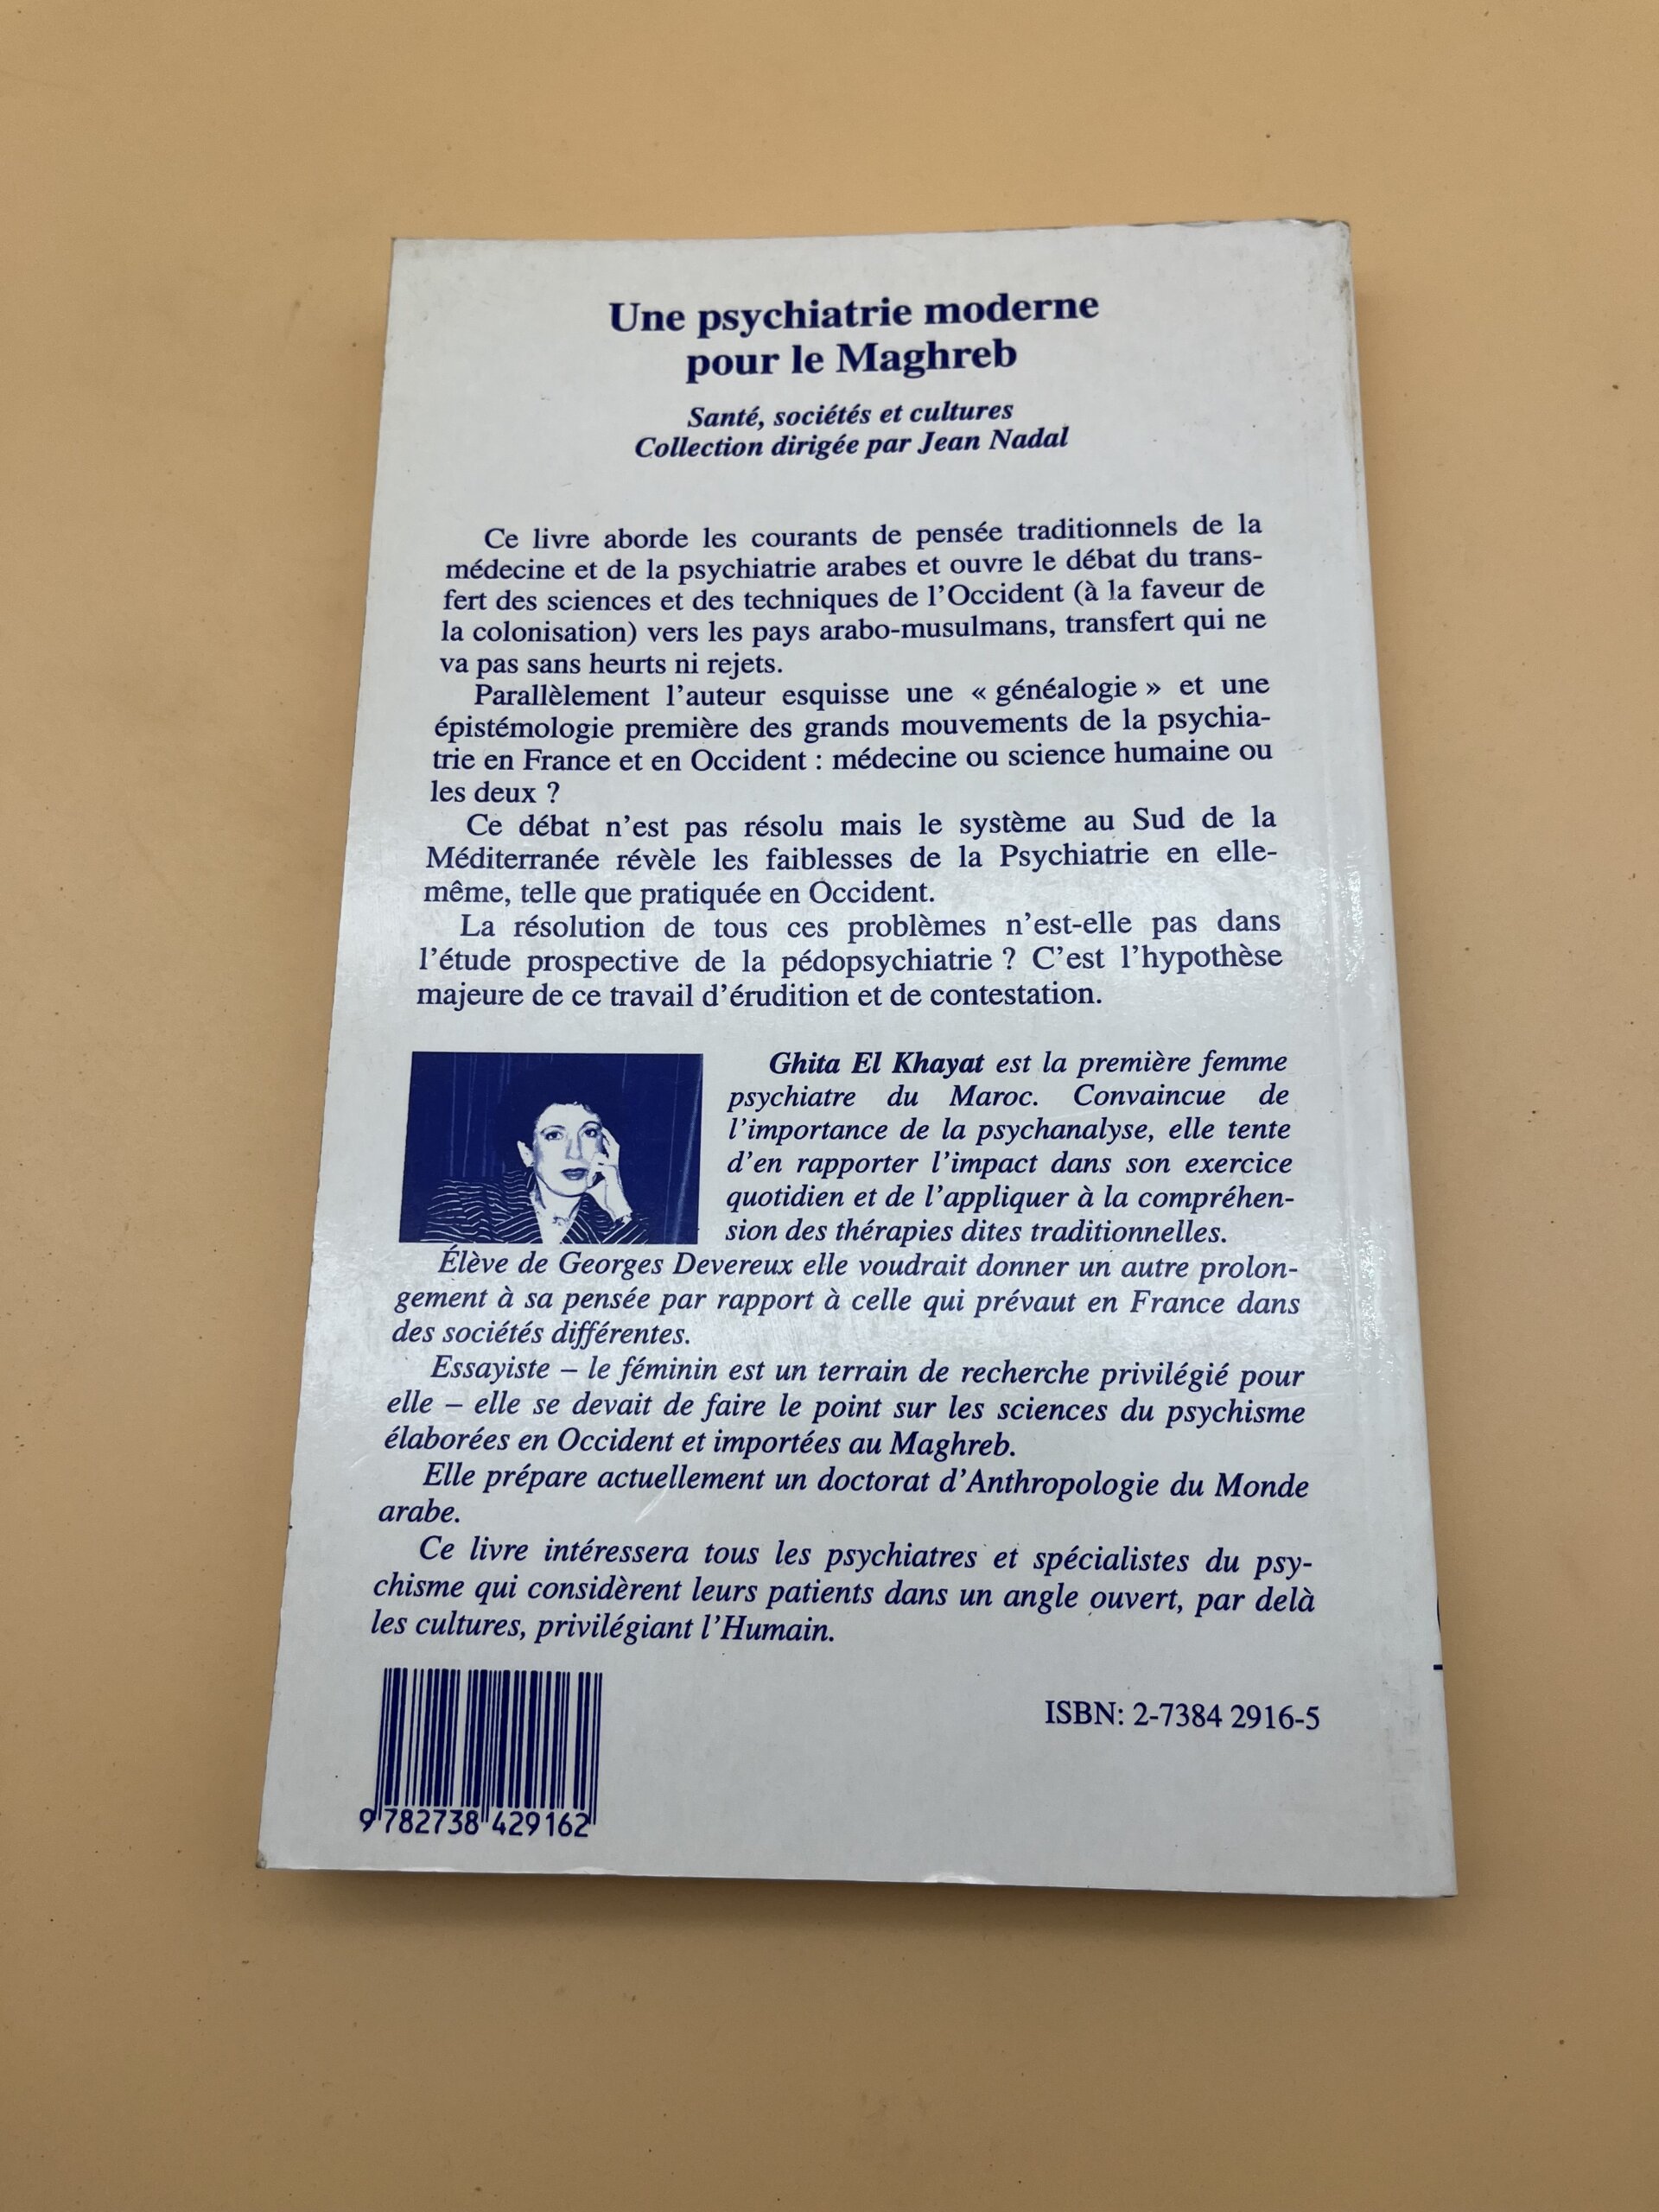 Une psychiatrie moderne
pour le Maghreb
Santé, sociétés et cultures
Collection dirigée par Jean Nadal
Ce livre aborde les courants de pensée traditionnels de la
médecine et de la psychiatrie arabes et ouvre le débat du trans-
fert des sciences et des techniques de l'Occident (à la faveur de
la colonisation) vers les pays arabo-musulmans, transfert qui ne
va pas sans heurts ni rejets.
Parallèlement l'auteur esquisse une « généalogie » et une
épistémologie première des grands mouvements de la psychia-
trie en France et en Occident : médecine ou science humaine ou
les deux ?
Ce débat n'est pas résolu mais le système au Sud de la
Méditerranée révèle les faiblesses de la Psychiatrie en elle-
même, telle que pratiquée en Occident.
La résolution de tous ces problèmes n'est-elle pas dans
l'étude prospective de la pédopsychiatrie ? C'est l'hypothèse
majeure de ce travail d'érudition et de contestation.
Ghita El Khayat est la première femme
psychiatre du Maroc. Convaincue de
l'importance de la psychanalyse, elle tente
d'en rapporter l'impact dans son exercice
quotidien et de l'appliquer à la compréhen-
sion des thérapies dites traditionnelles.
Élève de Georges Devereux elle voudrait donner un autre prolon-
gement à sa pensée par rapport à celle qui prévaut en France dans
des sociétés différentes.
Essayiste – le féminin est un terrain de recherche privilégié pour
elle – elle se devait de faire le point sur les sciences du psychisme
élaborées en Occident et importées au Maghreb.
Elle prépare actuellement un doctorat d'Anthropologie du Monde
arabe.
Ce livre intéressera tous les psychiatres et spécialistes du psy-
chisme qui considèrent leurs patients dans un angle ouvert, par delà
les cultures, privilégiant l'Humain.
ISBN: 2-7384 2916-5
9 782738 429162